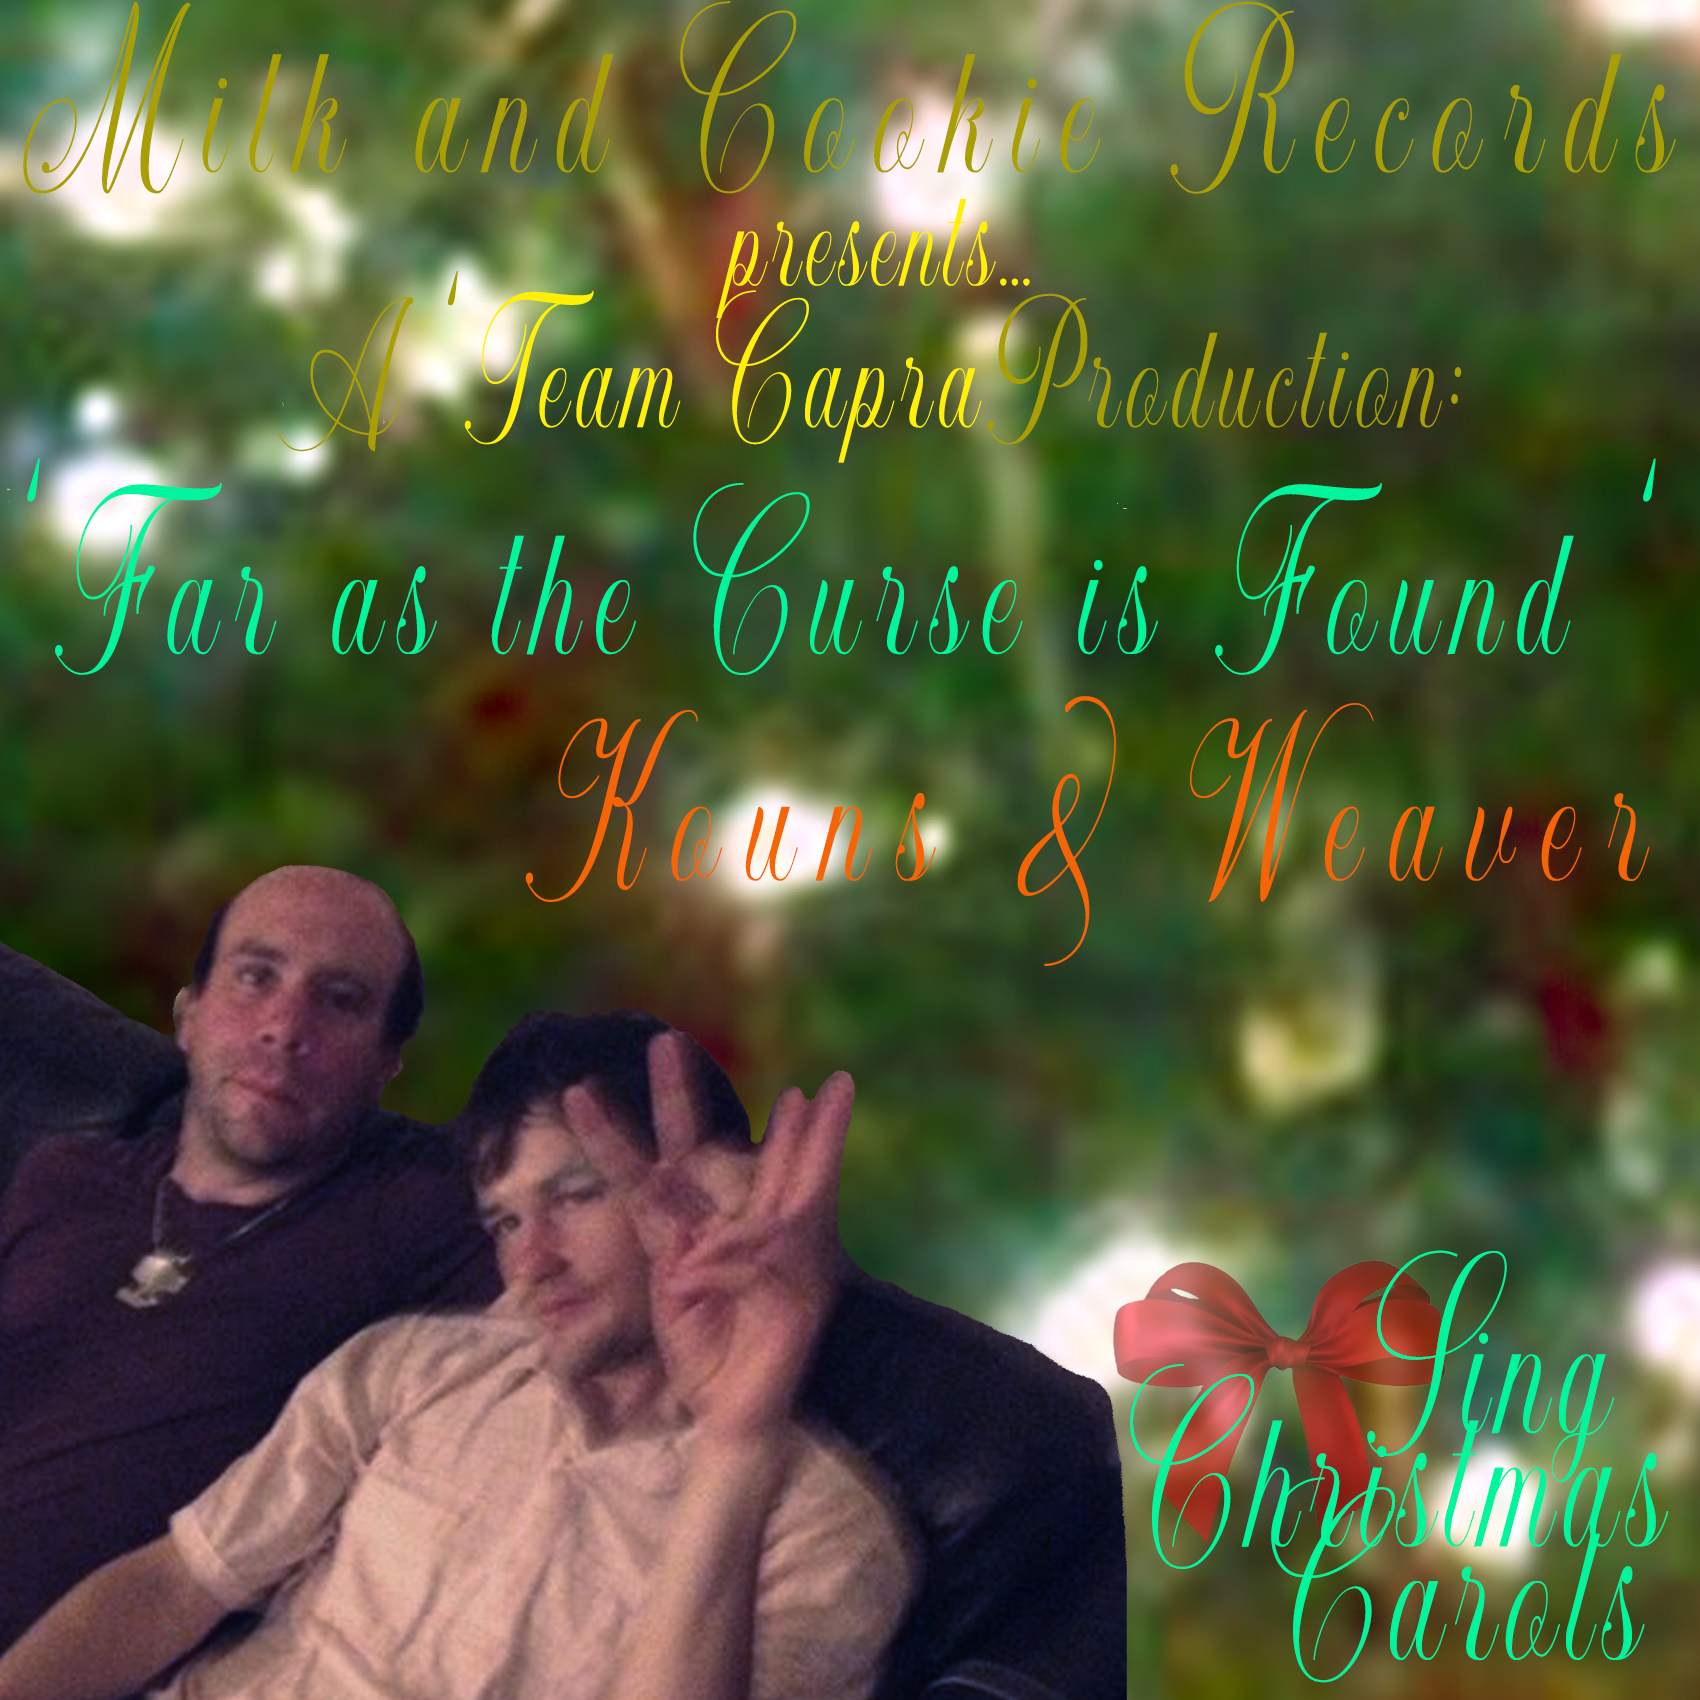 Milk and Cookie Records
presents...
A 'Team Capra Production:
'Far as the Curse is Found'
Kouns & Weaver
Sing
Christmas
Carols